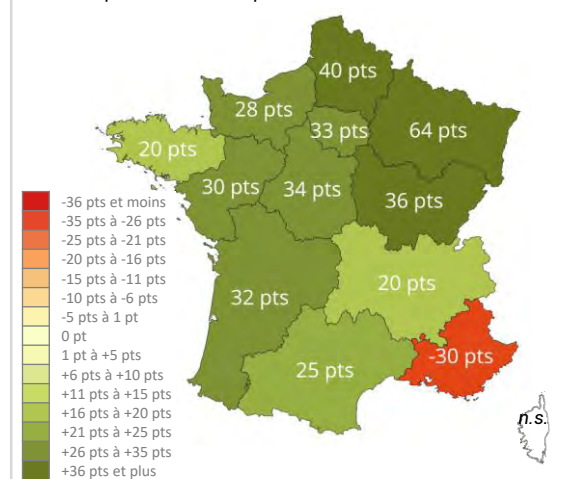 40 pts
28 pts
33 pts
64 pts
20 pts
30 pts
34 pts
36 pts
20 pts
32 pts
25 pts
-30 pts
n.s.
-36 pts et moins
-35 pts à -26 pts
-25 pts à -21 pts
-20 pts à -16 pts
-15 pts à -11 pts
-10 pts à -6 pts
-5 pts à 1 pt
0 pt
1 pt à +5 pts
+6 pts à +10 pts
+11 pts à +15 pts
+16 pts à +20 pts
+21 pts à +25 pts
+26 pts à +35 pts
+36 pts et plus